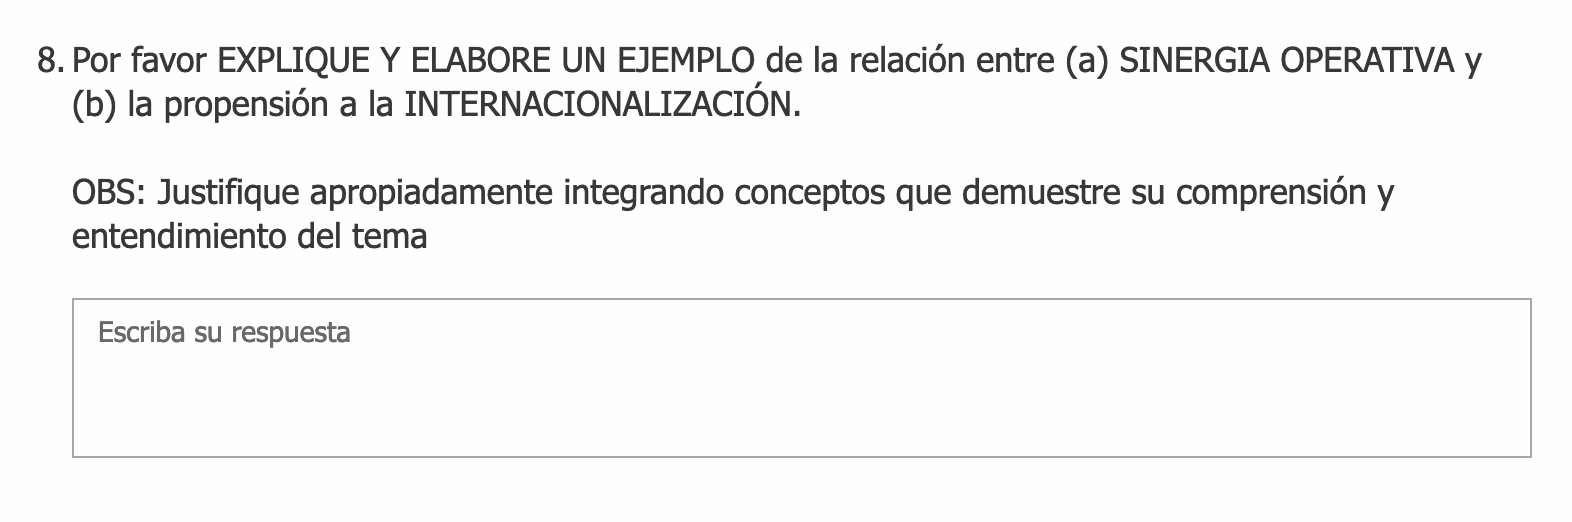 8. Por favor EXPLIQUE Y ELABORE UN EJEMPLO de la relación entre (a) SINERGIA OPERATIVA y
(b) la propensión a la INTERNACIONALIZACIÓN.
OBS: Justifique apropiadamente integrando conceptos que demuestre su comprensión y
entendimiento del tema
Escriba su respuesta